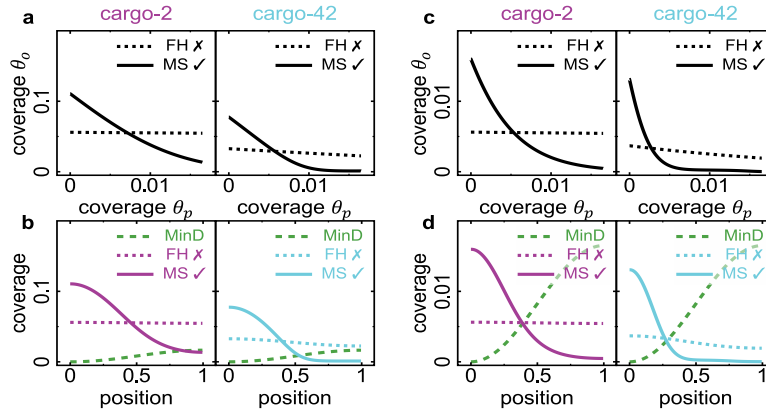 cargo-2 cargo-42 cargo-2 cargo-42
a c
FH ✗ FH ✗ FH ✗ FH ✗
MS ✓ MS ✓ MS ✓ MS ✓
coverage θo coverage θo
0.1 0.01
0 0
0 0.01 0 0.01 0 0.01 0 0.01
coverage θp coverage θp coverage θp coverage θp
b d
MinD MinD MinD MinD
FH ✗ FH ✗ FH ✗ FH ✗
MS ✓ MS ✓ MS ✓ MS ✓
coverage coverage
0.1 0.01
0 0
0 0.5 1 0 0.5 1 0 0.5 1 0 0.5 1
position position position position